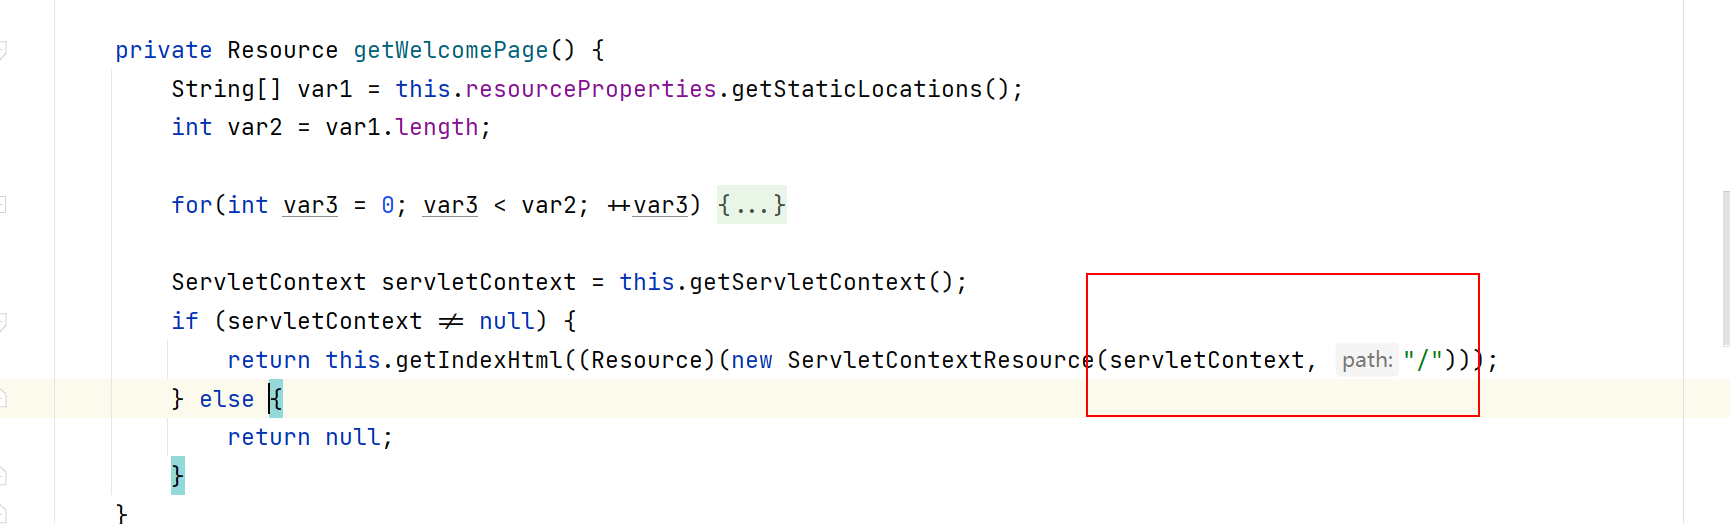 private Resource getWelcomePage() {
String[] var1 = this.resourceProperties.getStaticLocations();
int var2 = var1.length;
for(int var3 = 0; var3 < var2; ++var3) {...}
ServletContext servletContext = this.getServletContext();
if (servletContext != null) {
return this.getIndexHtml((Resource)(new ServletContextResource(servletContext, path: "/")));
} else {
return null;
}
}